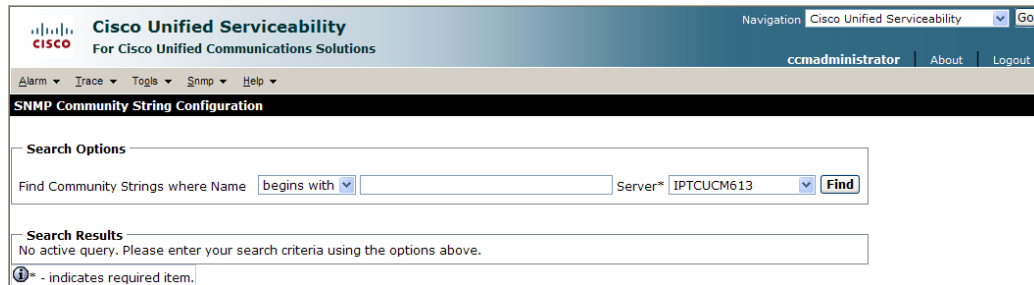 CISCO
Cisco Unified Serviceability
For Cisco Unified Communications Solutions
Navigation Cisco Unified Serviceability Go
ccmadministrator About Logout
Alarm Trace Tools Snmp Help
SNMP Community String Configuration
Search Options
Find Community Strings where Name begins with Server* IPTCUCM613 Find
Search Results
No active query. Please enter your search criteria using the options above.
* - indicates required item.